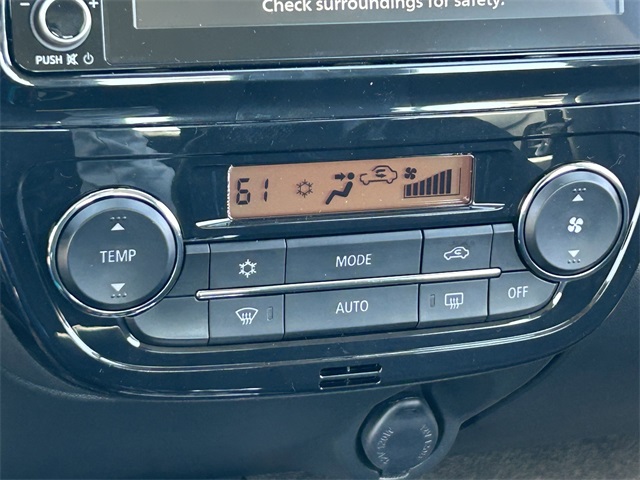 Check surroundings for safety.
− +
PUSH
61
TEMP
MODE
AUTO
OFF